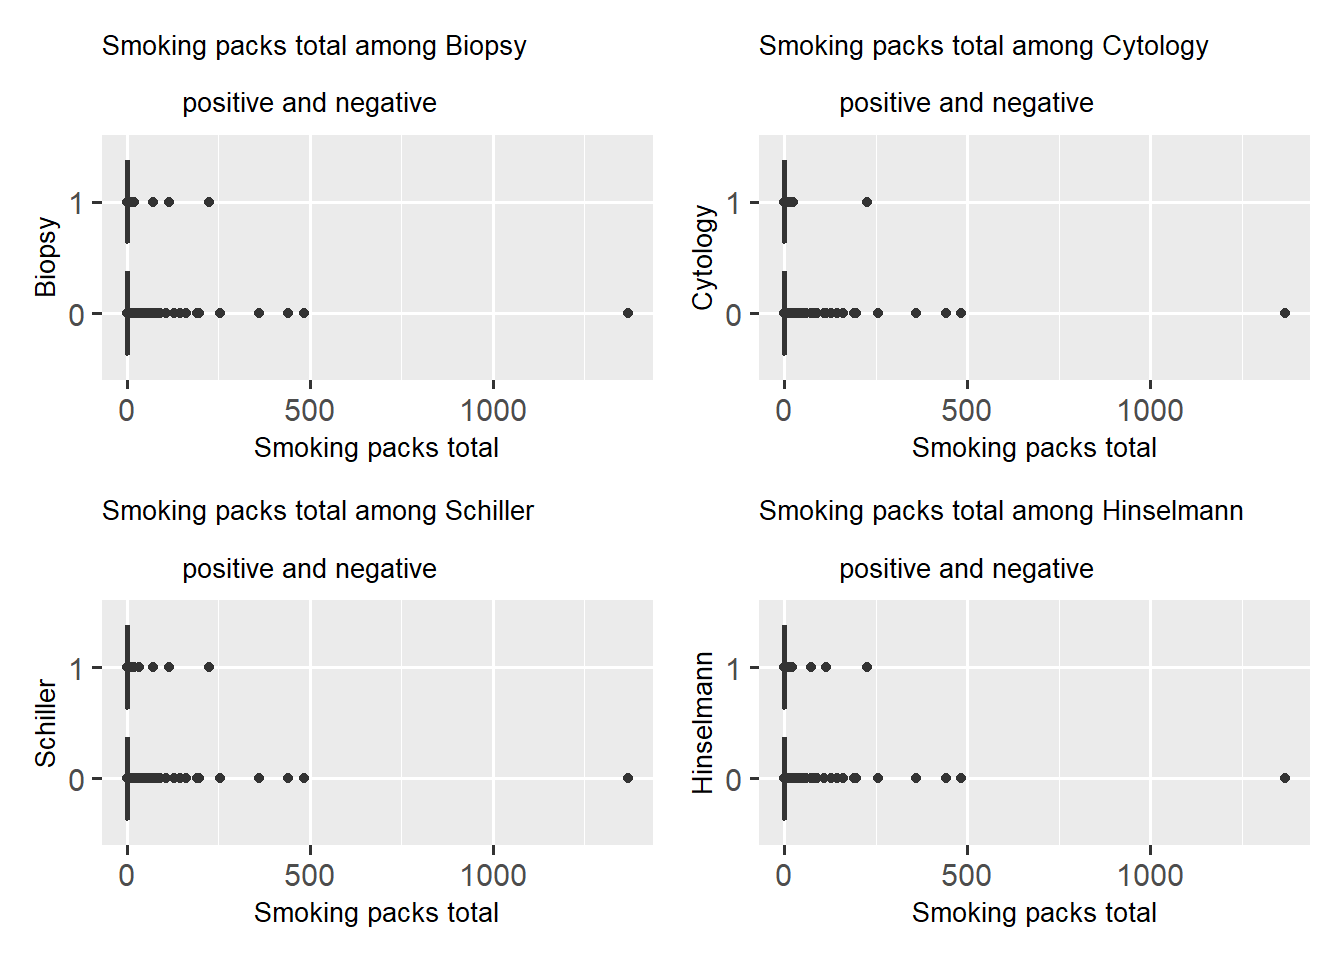 Smoking packs total among Biopsy
positive and negative
Biopsy
1
0
0 500 1000
Smoking packs total
Smoking packs total among Cytology
positive and negative
Cytology
1
0
0 500 1000
Smoking packs total
Smoking packs total among Schiller
positive and negative
Schiller
1
0
0 500 1000
Smoking packs total
Smoking packs total among Hinselmann
positive and negative
Hinselmann
1
0
0 500 1000
Smoking packs total